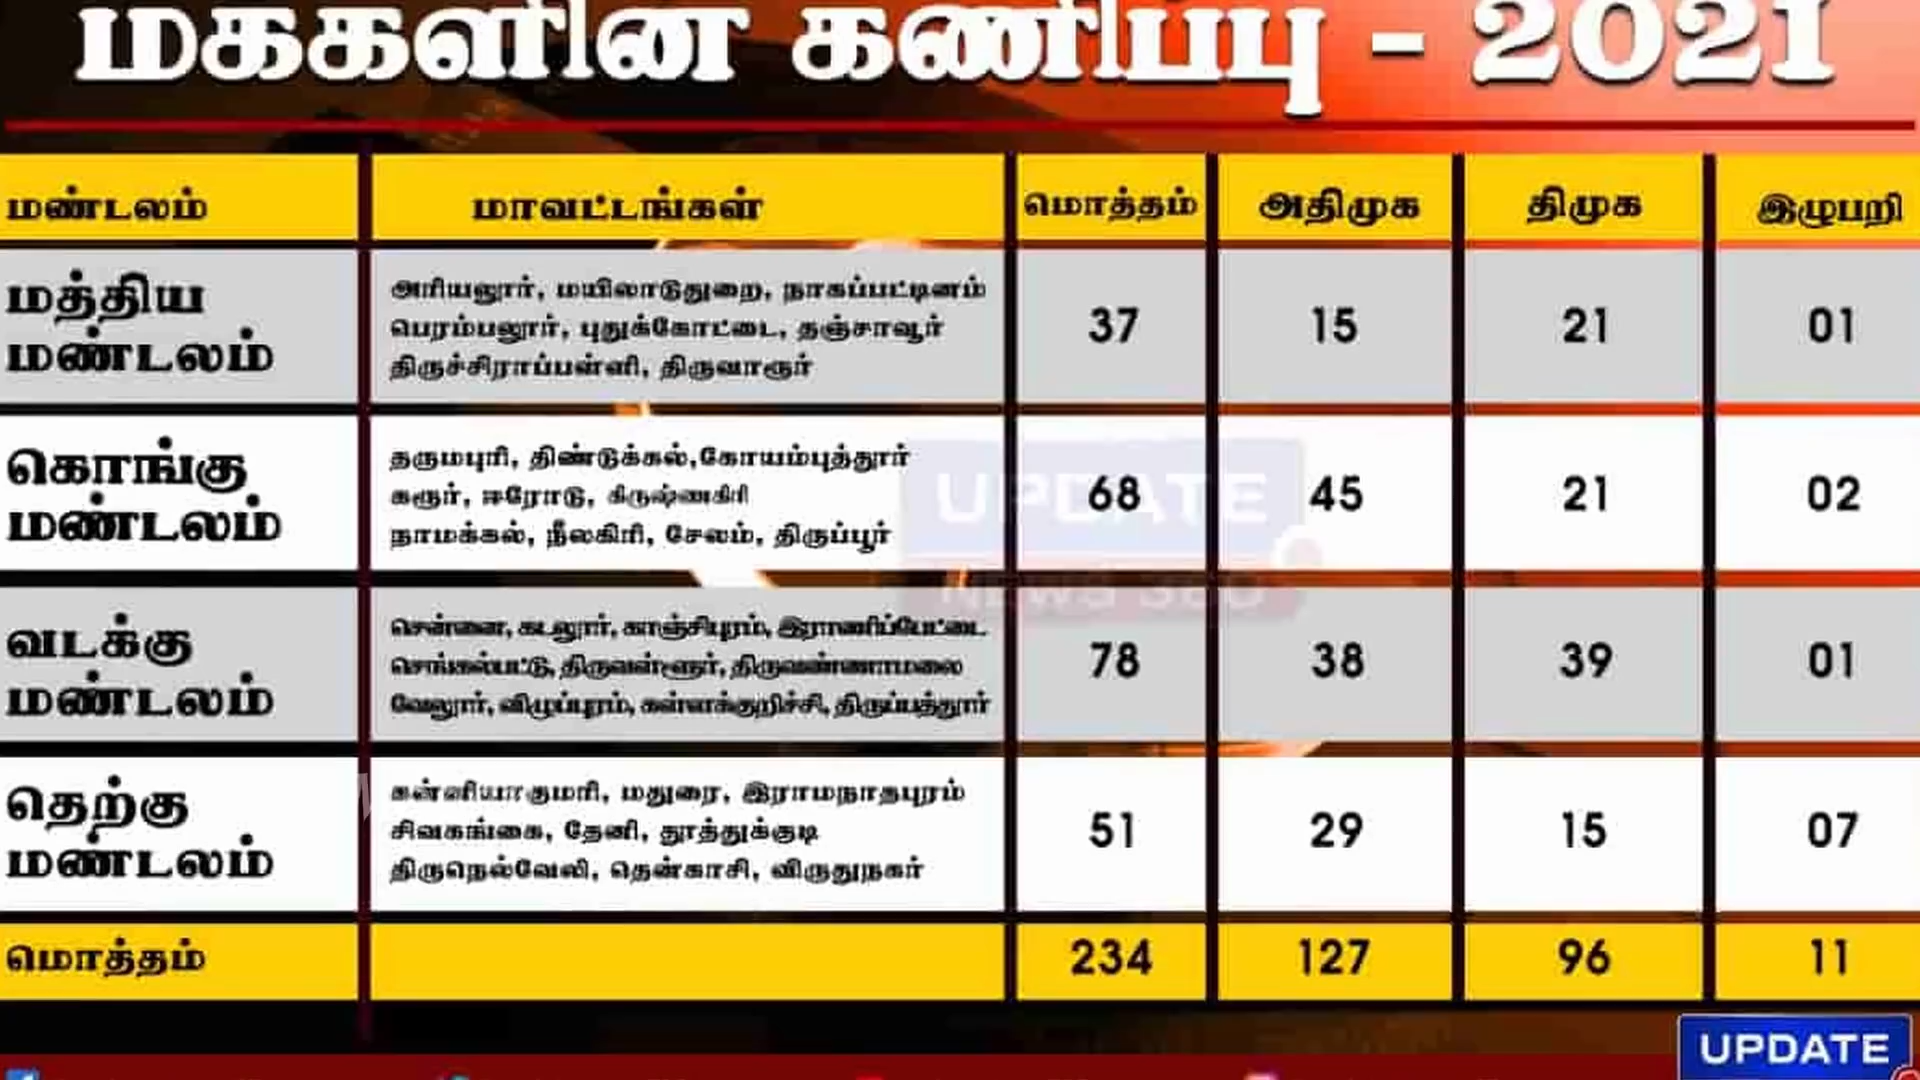 மக்களின் கணிப்பு - 2021
மண்டலம் மாவட்டங்கள் மொத்தம் அதிமுக திமுக இழுபறி
மத்திய
மண்டலம்
அரியலூர், மயிலாடுதுறை, நாகப்பட்டினம்
பெரம்பலூர், புதுக்கோட்டை, தஞ்சாவூர்
திருச்சிராப்பள்ளி, திருவாரூர்
37 15 21 01
கொங்கு
மண்டலம்
தருமபுரி, திண்டுக்கல்,கோயம்புத்தூர்
கரூர், ஈரோடு, கிருஷ்ணகிரி
நாமக்கல், நீலகிரி, சேலம், திருப்பூர்
68 45 21 02
வடக்கு
மண்டலம்
சென்னை, கடலூர், காஞ்சிபுரம், இராணிப்பேட்டை
செங்கல்பட்டு, திருவள்ளூர், திருவண்ணாமலை
வேலூர், விழுப்புரம், கள்ளக்குறிச்சி, திருப்பத்தூர்
78 38 39 01
தெற்கு
மண்டலம்
கன்னியாகுமரி, மதுரை, இராமநாதபுரம்
சிவகங்கை, தேனி, தூத்துக்குடி
திருநெல்வேலி, தென்காசி, விருதுநகர்
51 29 15 07
மொத்தம் 234 127 96 11
UPDATE
NEWS 360
UPDATE